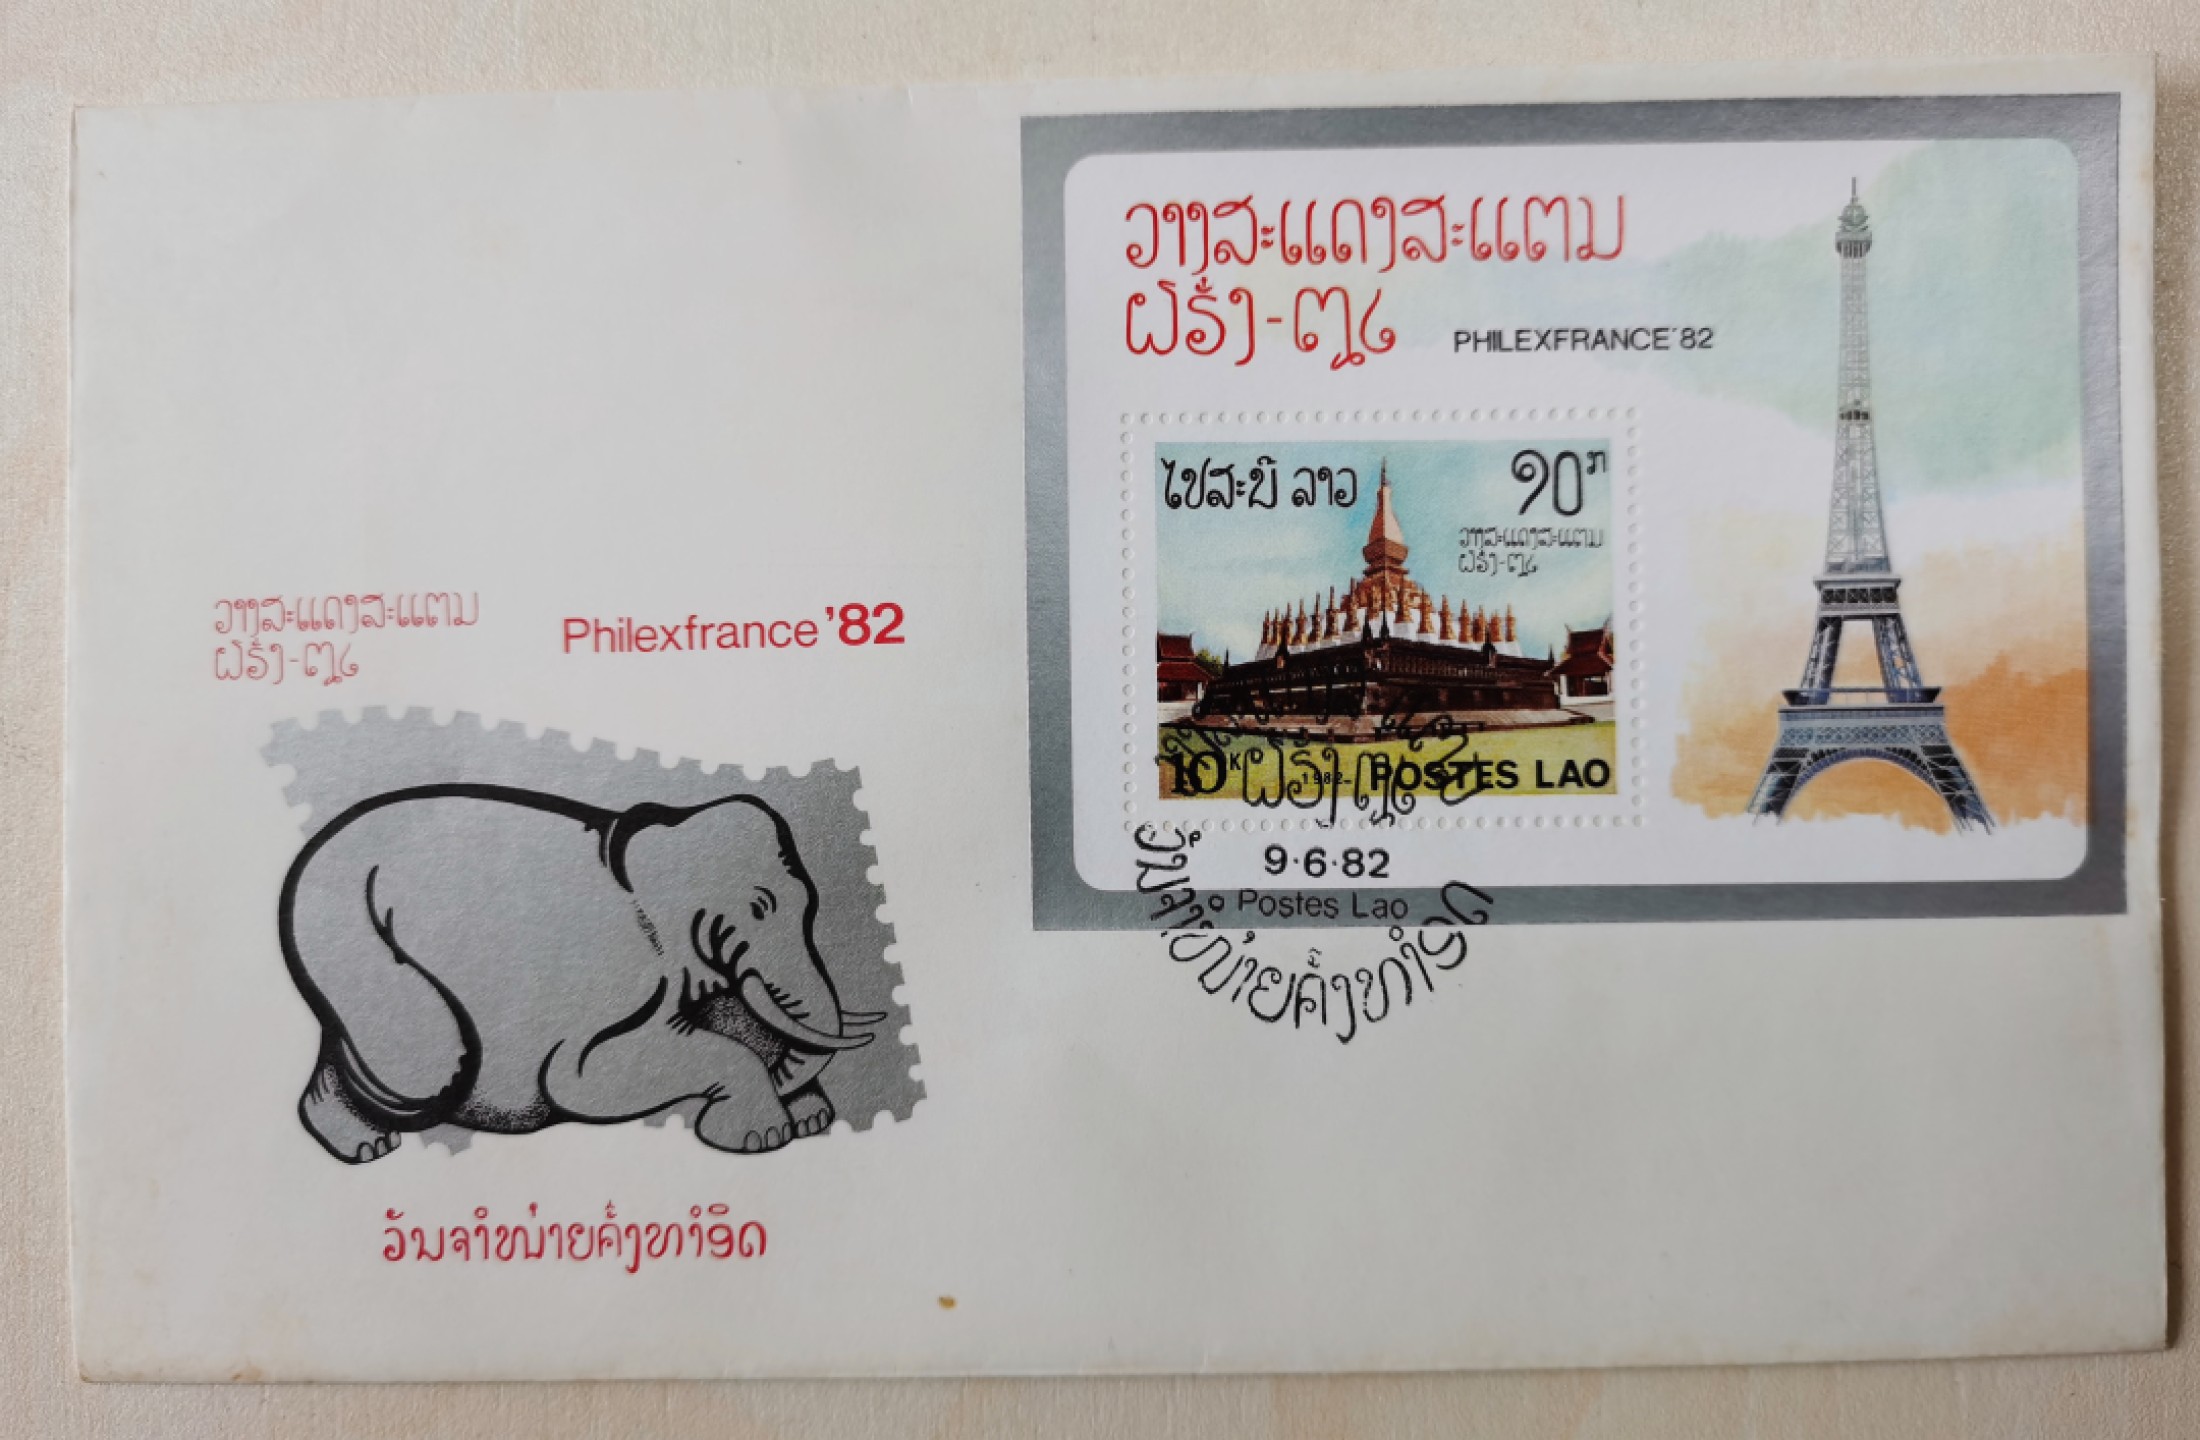 ວາງສະແດງສະແຕມ
ຝຣັ່ງ-໘໒
PHILEXFRANCE'82
ໄປສະນີ ລາວ
໑໐ກ
ວາງສະແດງສະແຕມ
ຝຣັ່ງ-໘໒
10K
1982
POSTES LAO
ຝຣັ່ງ
9·6·82
Postes Lao
ວັນຈຳໜ່າຍຄັ້ງທຳອິດ
ວາງສະແດງສະແຕມ
ຝຣັ່ງ-໘໒
Philexfrance '82
ວັນຈຳໜ່າຍຄັ້ງທຳອິດ